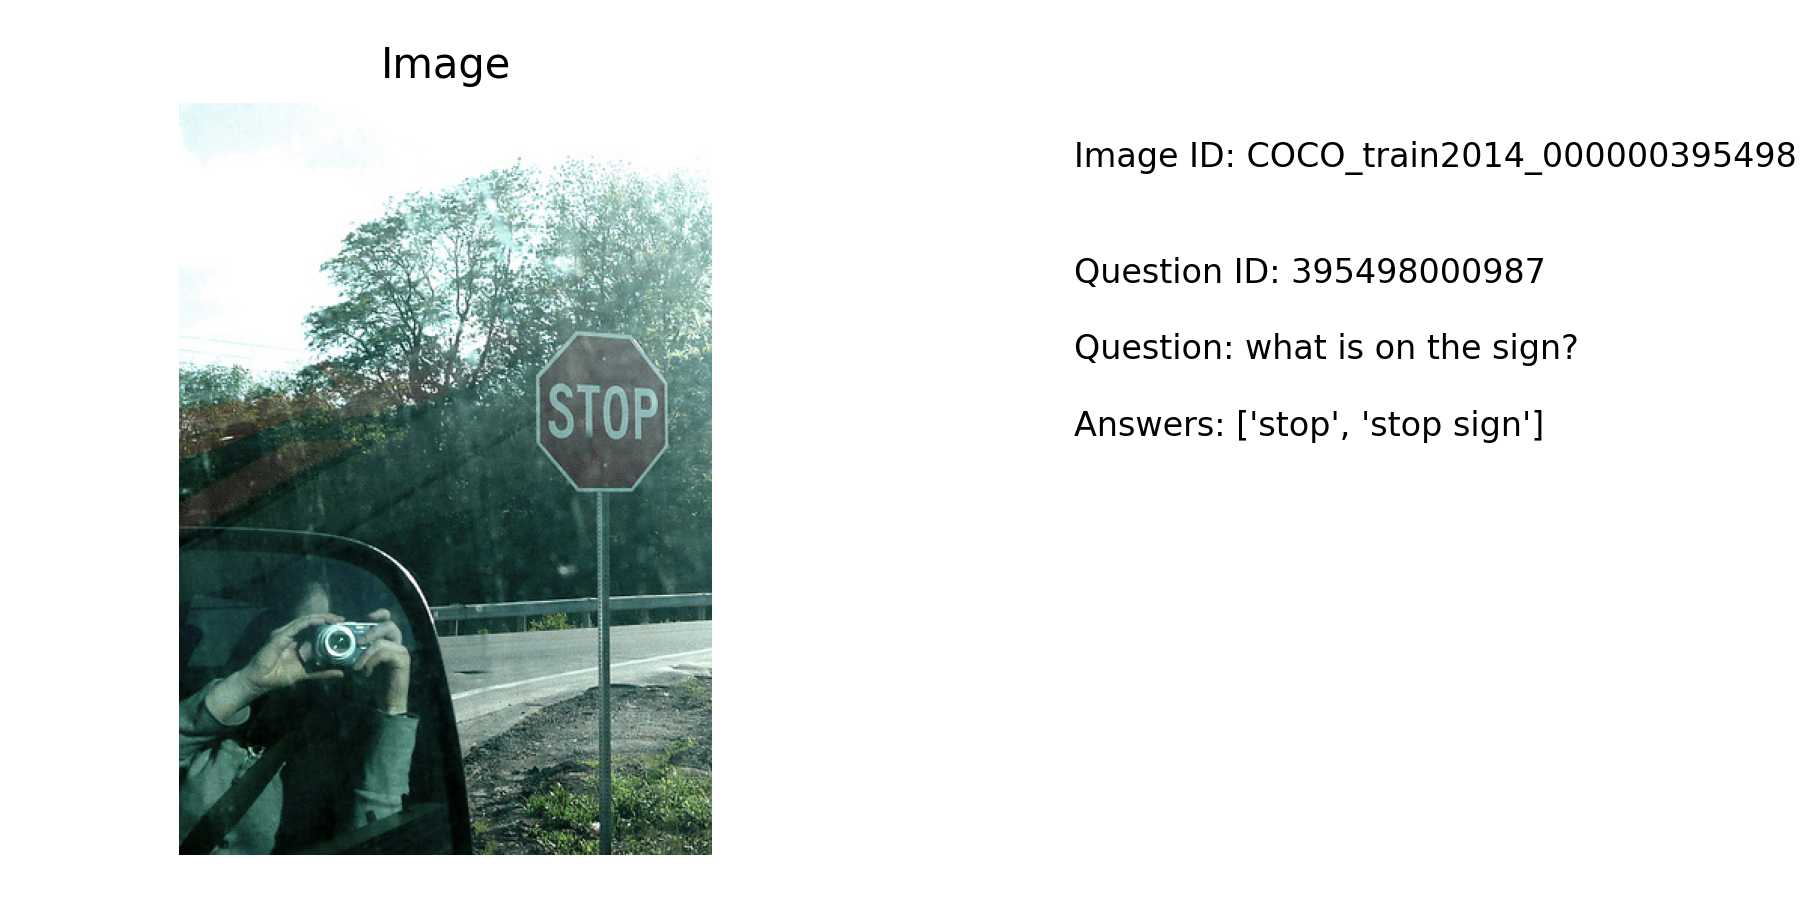 Image
Image ID: COCO_train2014_000000395498
Question ID: 395498000987
Question: what is on the sign?
Answers: ['stop', 'stop sign']
STOP